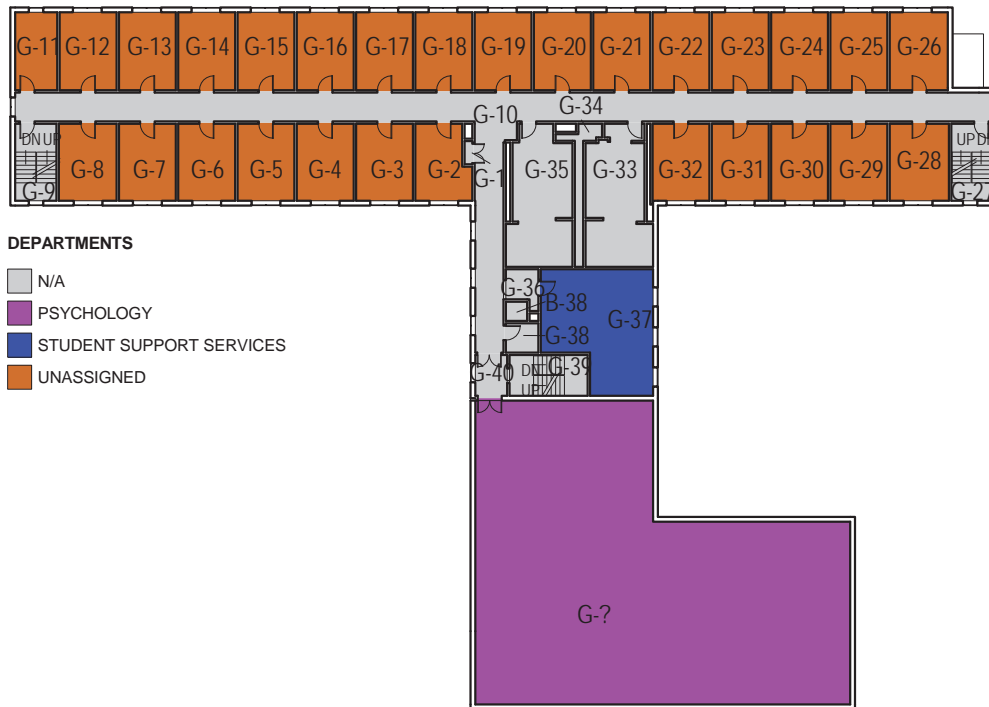 G-11 G-12 G-13 G-14 G-15 G-16 G-17 G-18 G-19 G-20 G-21 G-22 G-23 G-24 G-25 G-26
G-10 G-34
DN UP UP DN
G-9 G-8 G-7 G-6 G-5 G-4 G-3 G-2 G-1 G-35 G-33 G-32 G-31 G-30 G-29 G-28 G-27
DEPARTMENTS
N/A
PSYCHOLOGY
STUDENT SUPPORT SERVICES
UNASSIGNED
G-36
B-38
G-37
G-38
G-40 DN G-39
UP
G-?